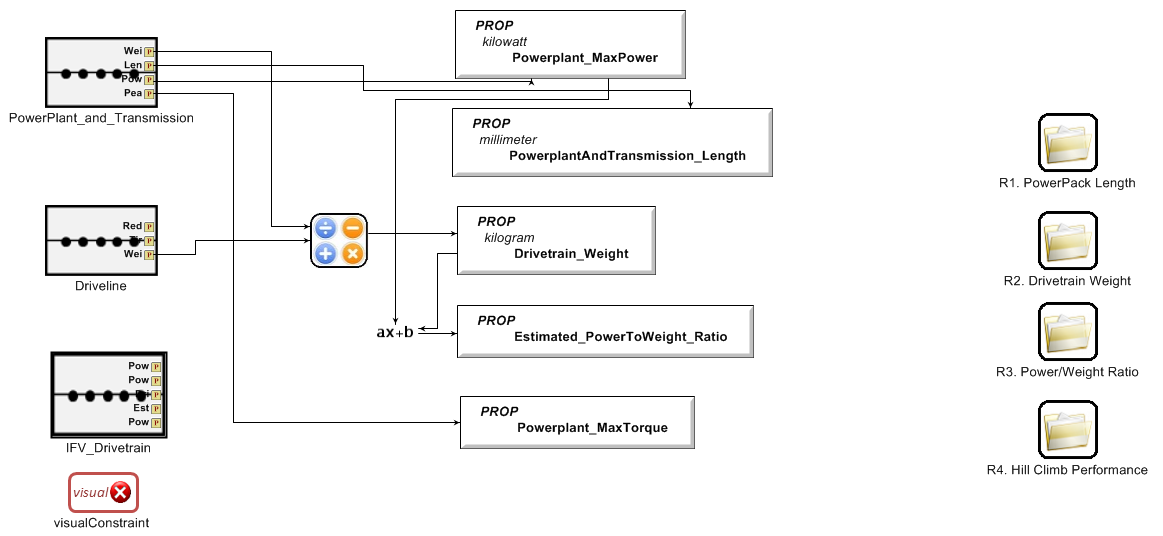 PROP
kilowatt
Powerplant_MaxPower
Wei P
Len P
Pow P
Pea P
PowerPlant_and_Transmission
PROP
millimeter
PowerplantAndTransmission_Length
R1. PowerPack Length
Red P
P
Wei P
Driveline
÷ −
+ ×
PROP
kilogram
Drivetrain_Weight
R2. Drivetrain Weight
ax+b
PROP
Estimated_PowerToWeight_Ratio
R3. Power/Weight Ratio
Pow P
Pow P
P
Est P
Pow P
IFV_Drivetrain
PROP
Powerplant_MaxTorque
R4. Hill Climb Performance
visual
visualConstraint